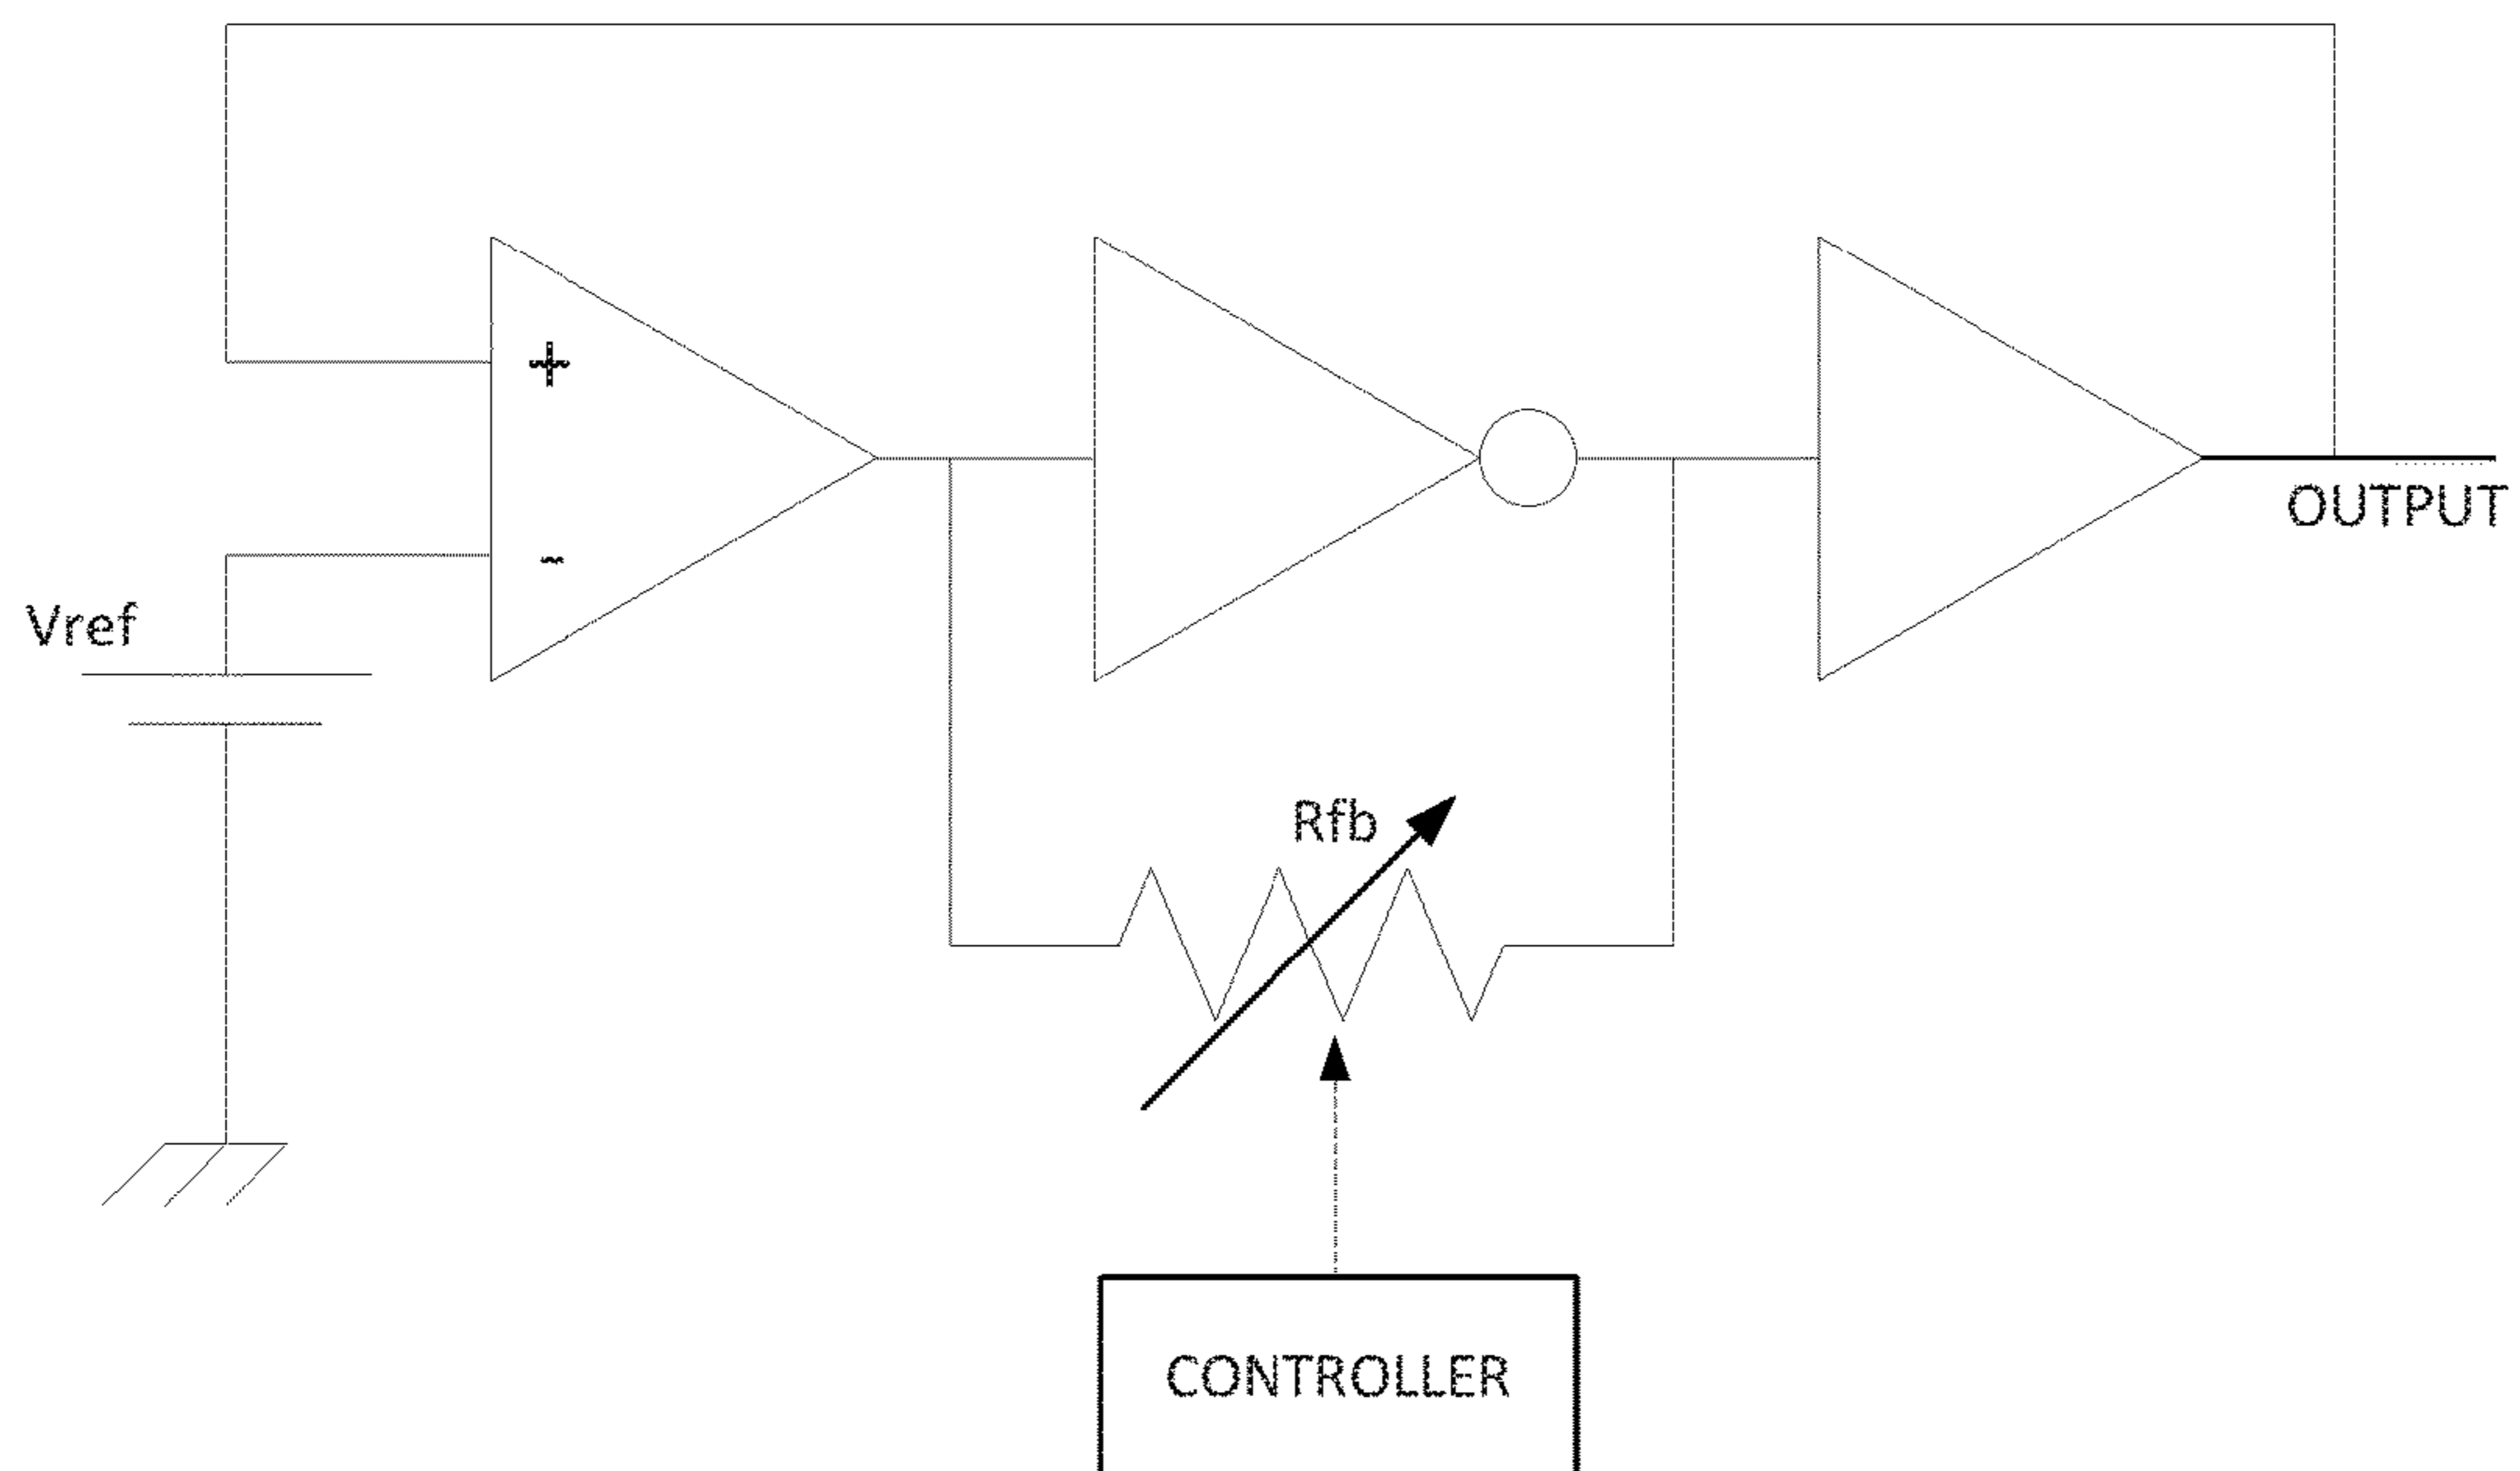 +
-
Vref
OUTPUT
Rfb
CONTROLLER